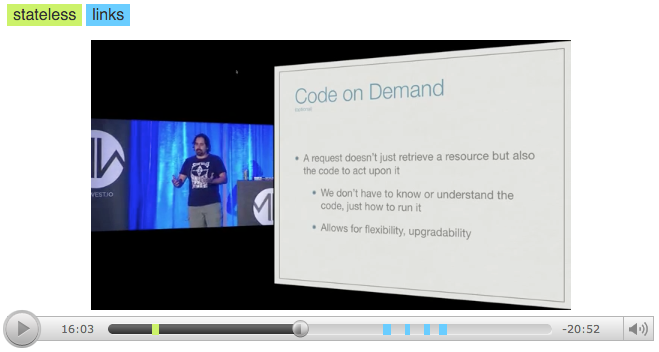 stateless links
Code on Demand
• A request doesn't just retrieve a resource but also
the code to act upon it
• We don't have to know or understand the
code, just how to run it
• Allows for flexibility, upgradability
WEST.IO
16:03 -20:52